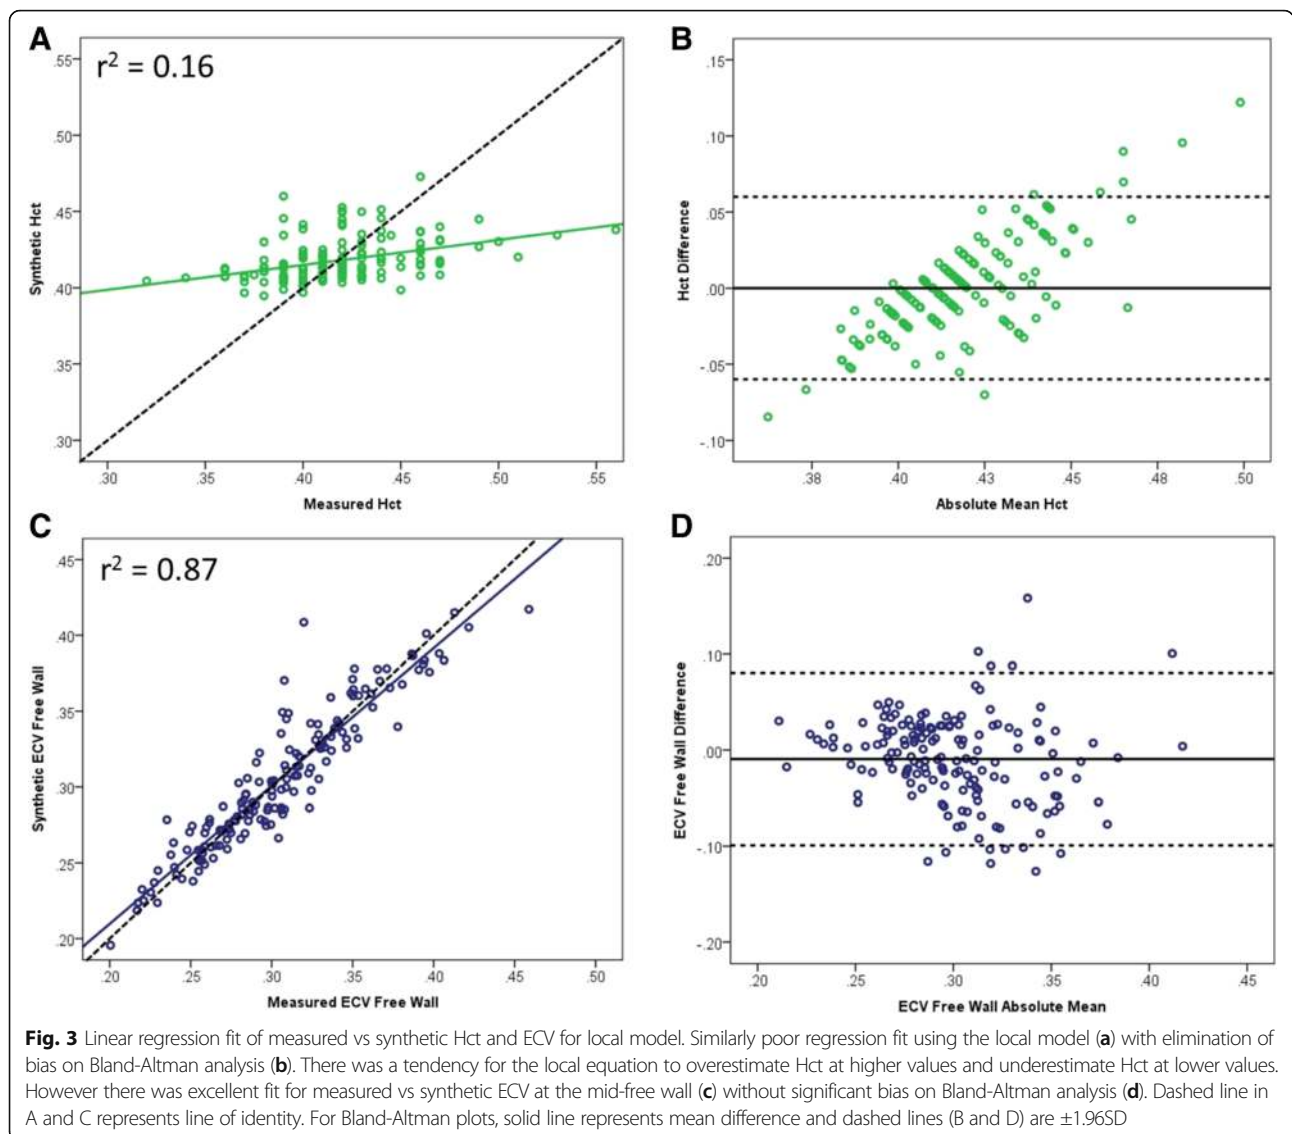 A
r² = 0.16
.55
.50
.45
.40
.35
.30
Synthetic Hct
.30 .35 .40 .45 .50 .55
Measured Hct
B
.15
.10
.05
.00
-.05
-.10
Hct Difference
.38 .40 .43 .45 .48 .50
Absolute Mean Hct
C
r² = 0.87
.45
.40
.35
.30
.25
.20
Synthetic ECV Free Wall
.20 .25 .30 .35 .40 .45 .50
Measured ECV Free Wall
D
.20
.10
.00
-.10
-.20
ECV Free Wall Difference
.20 .25 .30 .35 .40 .45
ECV Free Wall Absolute Mean
Fig. 3 Linear regression fit of measured vs synthetic Hct and ECV for local model. Similarly poor regression fit using the local model (a) with elimination of
bias on Bland-Altman analysis (b). There was a tendency for the local equation to overestimate Hct at higher values and underestimate Hct at lower values.
However there was excellent fit for measured vs synthetic ECV at the mid-free wall (c) without significant bias on Bland-Altman analysis (d). Dashed line in
A and C represents line of identity. For Bland-Altman plots, solid line represents mean difference and dashed lines (B and D) are ±1.96SD